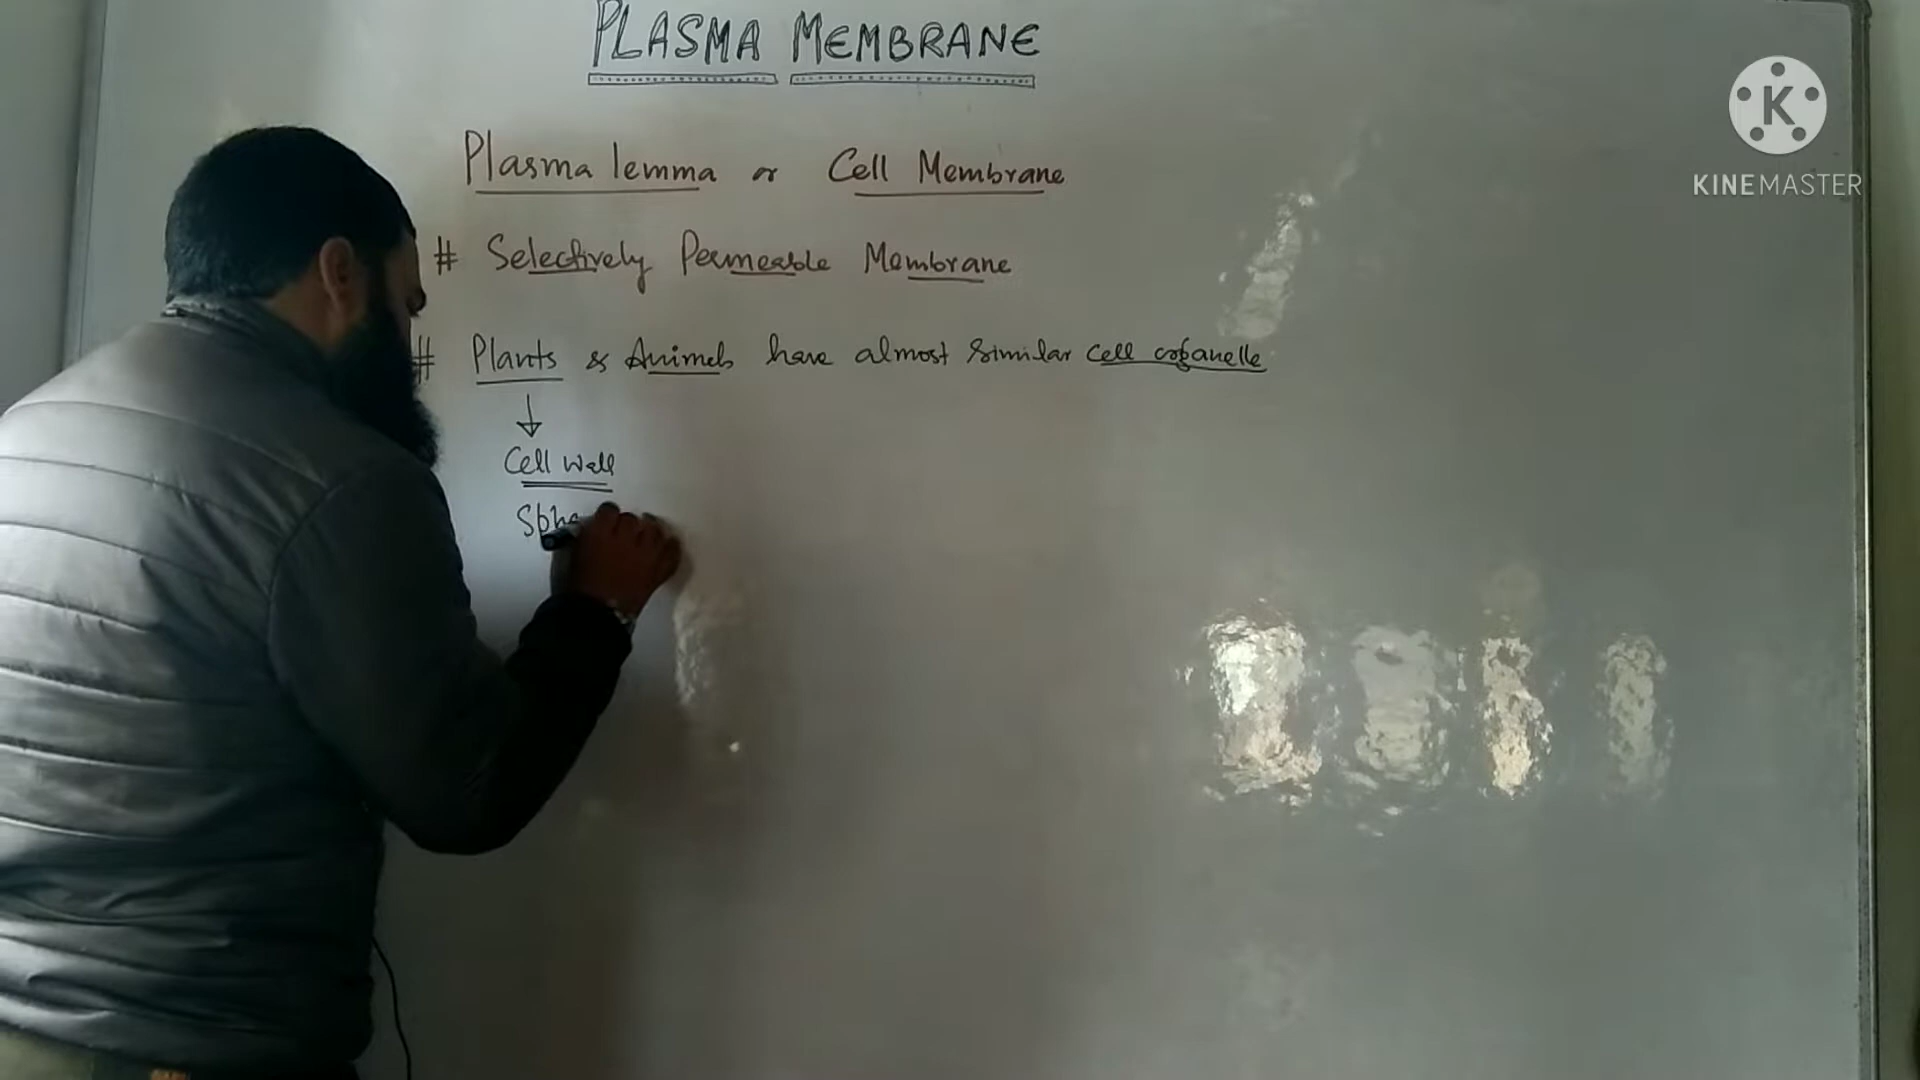 PLASMA MEMBRANE
Plasma lemma or Cell Membrane
# Selectively Permeable Membrane
# Plants & Animals have almost similar cell organelle
↓
Cell wall
Sphe
K
KINEMASTER